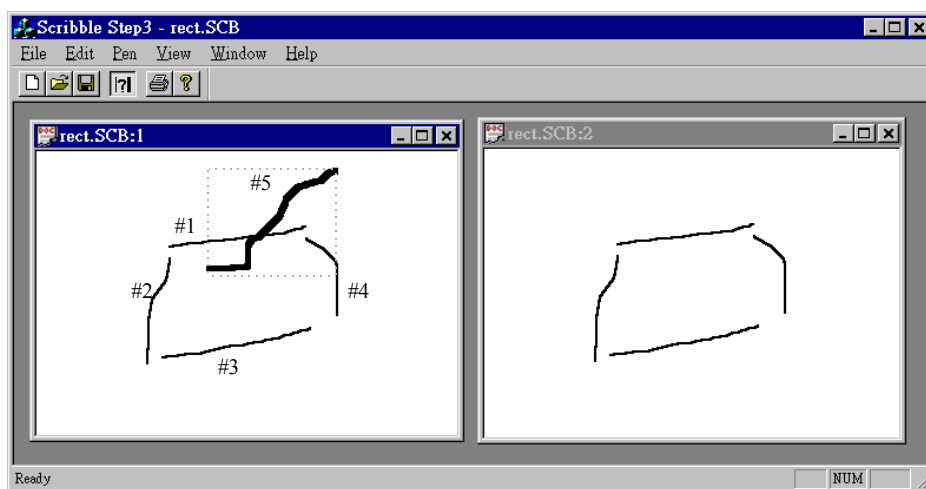 Scribble Step3 - rect.SCB
File Edit Pen View Window Help
rect.SCB:1
rect.SCB:2
#5
#1
#2
#4
#3
Ready
NUM